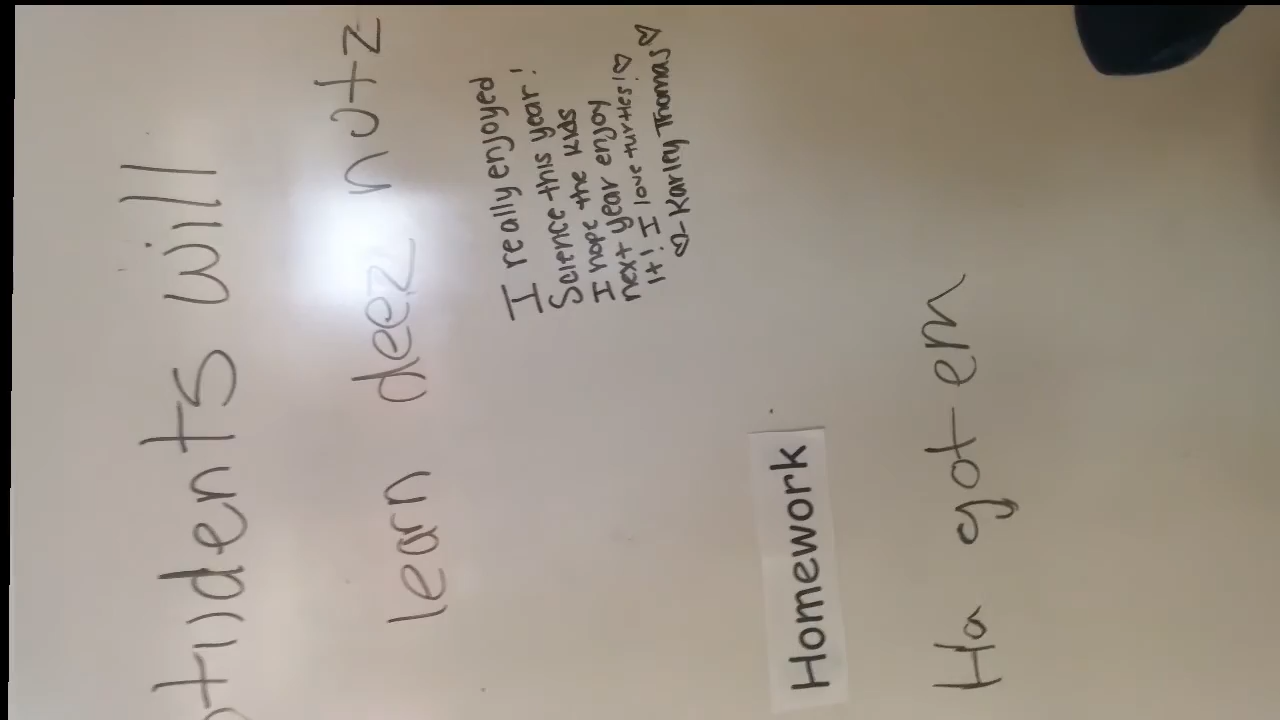 students will
learn deez nutz
I really enjoyed
Science this year!
I hope the kids
next year enjoy
it! I love turtles!♡
♡-Karley Thomas♡
Homework
Ha got em